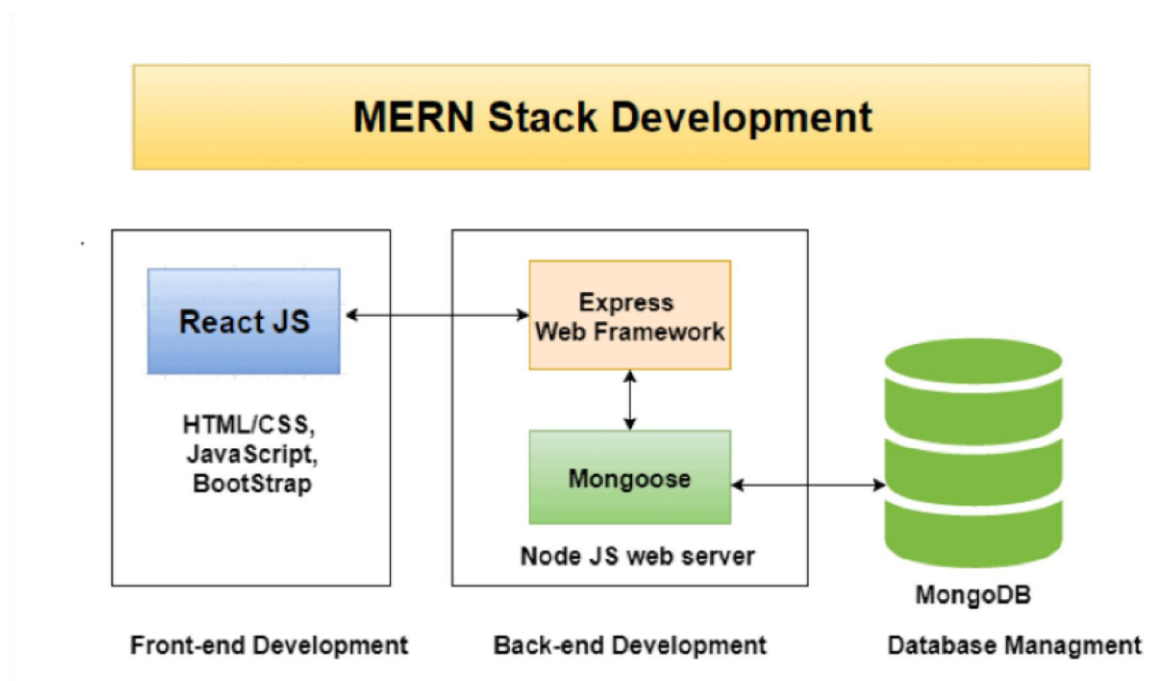 MERN Stack Development
React JS
HTML/CSS,
JavaScript,
BootStrap
Express
Web Framework
Mongoose
Node JS web server
MongoDB
Front-end Development
Back-end Development
Database Managment